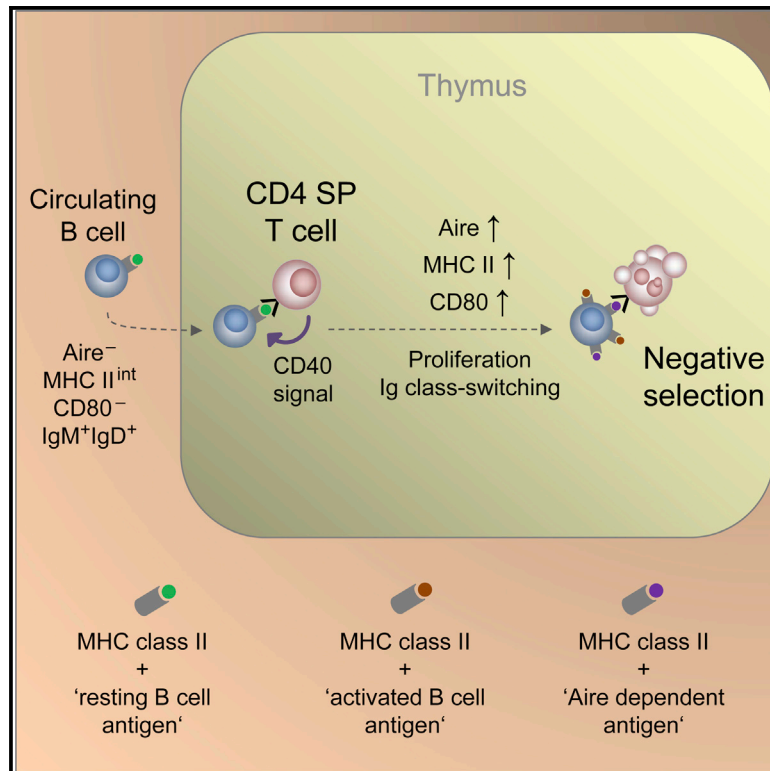 Thymus
Circulating
B cell
Aire⁻
MHC IIⁱⁿᵗ
CD80⁻
IgM⁺IgD⁺
CD4 SP
T cell
CD40
signal
Aire ↑
MHC II ↑
CD80 ↑
Proliferation
Ig class-switching
Negative
selection
MHC class II
+
‘resting B cell
antigen‘
MHC class II
+
‘activated B cell
antigen‘
MHC class II
+
‘Aire dependent
antigen‘